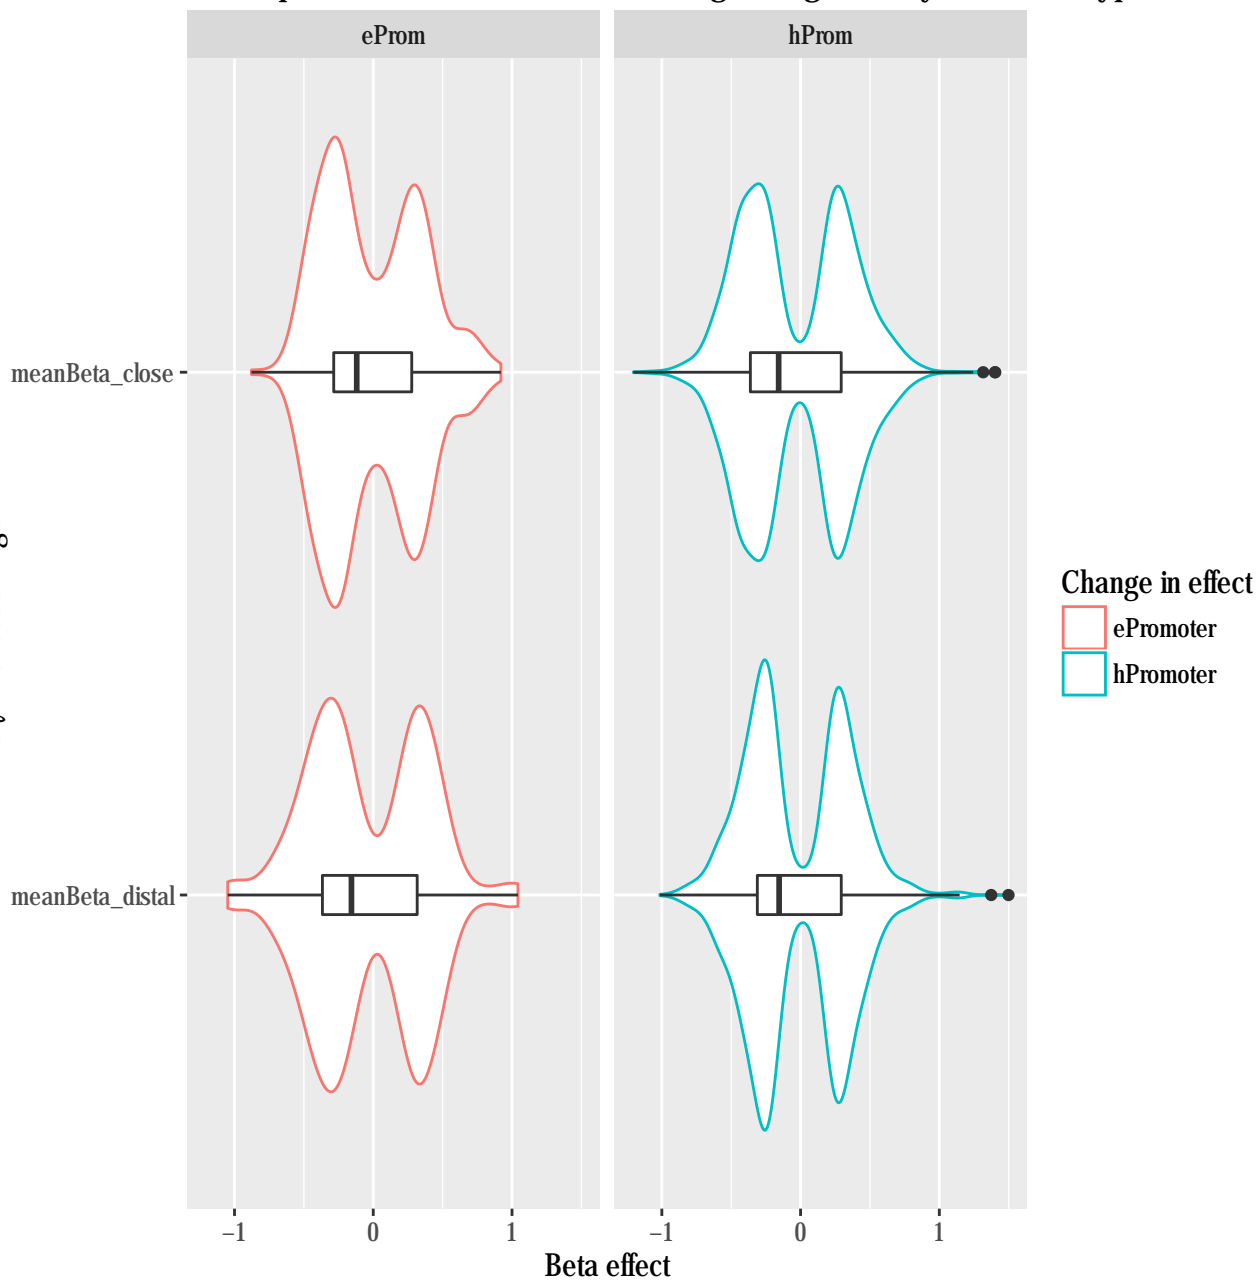 eProm
hProm
meanBeta_close
meanBeta_distal
−1
0
1
−1
0
1
Beta effect
Change in effect
ePromoter
hPromoter